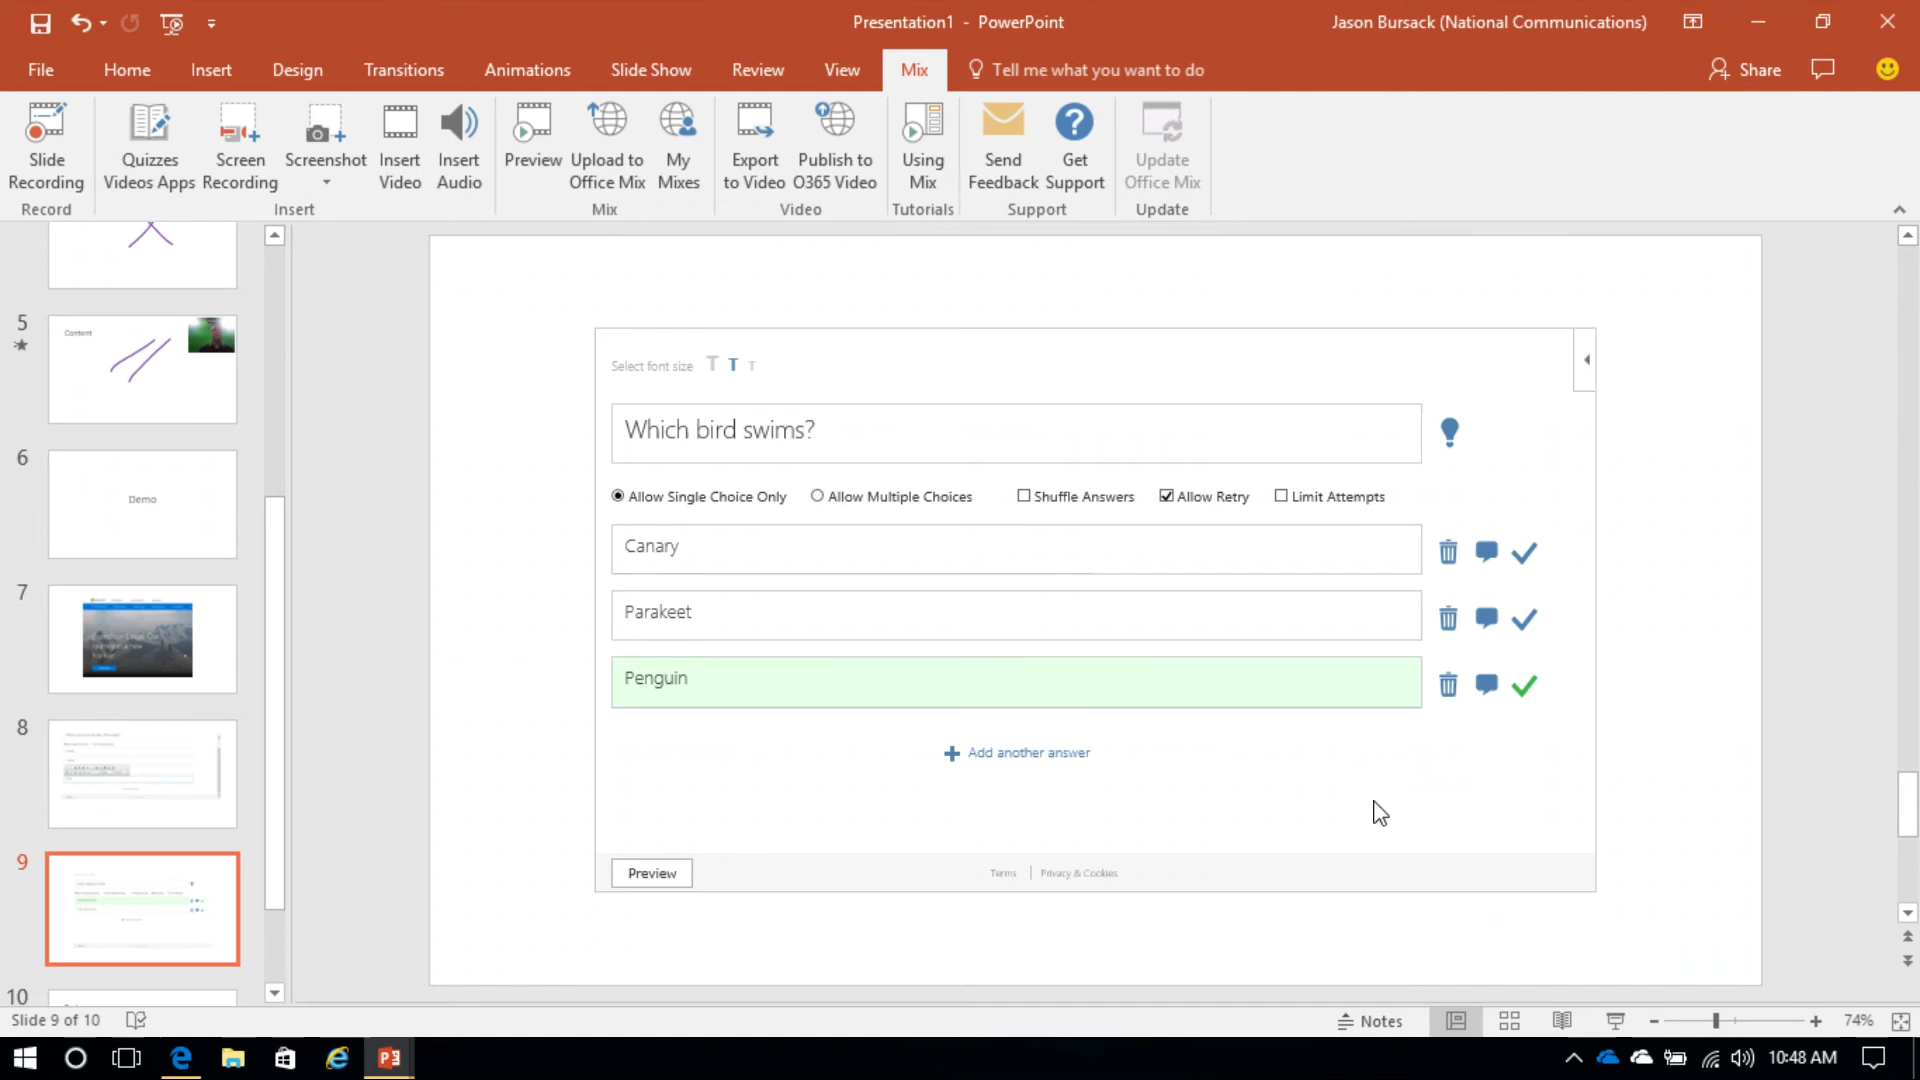 Presentation1 - PowerPoint
Jason Bursack (National Communications)
File Home Insert Design Transitions Animations Slide Show Review View Mix Tell me what you want to do Share
Slide Recording
Quizzes Videos Apps
Screen Recording
Screenshot
Insert Video
Insert Audio
Preview
Upload to Office Mix
My Mixes
Export to Video
Publish to O365 Video
Using Mix
Send Feedback
Get Support
Update Office Mix
Record Insert Mix Video Tutorials Support Update
5
Content
6
Demo
7
8
9
10
Select font size T T T
Which bird swims?
Allow Single Choice Only Allow Multiple Choices Shuffle Answers Allow Retry Limit Attempts
Canary
Parakeet
Penguin
Add another answer
Preview Terms Privacy & Cookies
Slide 9 of 10 Notes 74%
10:48 AM